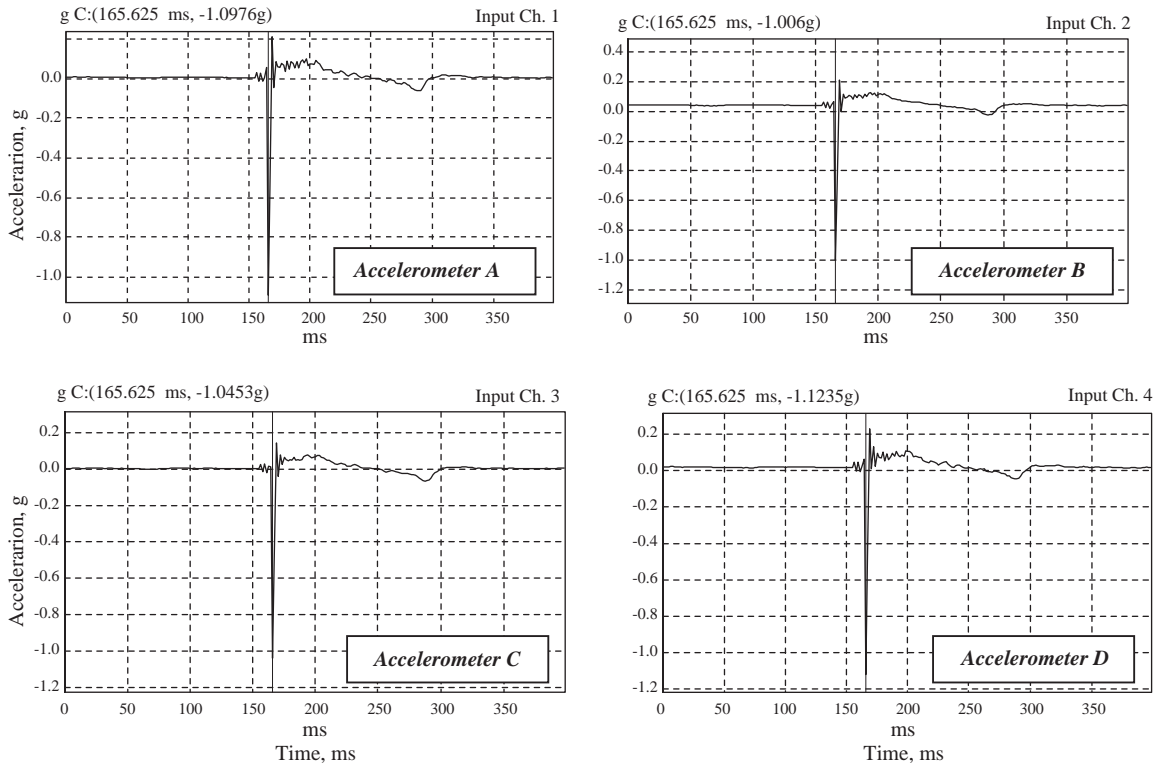 g C:(165.625 ms, -1.0976g) Input Ch. 1
0.0
-0.2
-0.4
-0.6
-0.8
-1.0
Accelerarion, g
Accelerometer A
0 50 100 150 200 250 300 350
ms
g C:(165.625 ms, -1.006g) Input Ch. 2
0.4
0.2
0.0
-0.2
-0.4
-0.6
-0.8
-1.0
-1.2
Accelerometer B
0 50 100 150 200 250 300 350
ms
g C:(165.625 ms, -1.0453g) Input Ch. 3
0.2
0.0
-0.2
-0.4
-0.6
-0.8
-1.0
-1.2
Accelerarion, g
Accelerometer C
0 50 100 150 200 250 300 350
ms
Time, ms
g C:(165.625 ms, -1.1235g) Input Ch. 4
0.2
0.0
-0.2
-0.4
-0.6
-0.8
-1.0
-1.2
Accelerometer D
0 50 100 150 200 250 300 350
ms
Time, ms